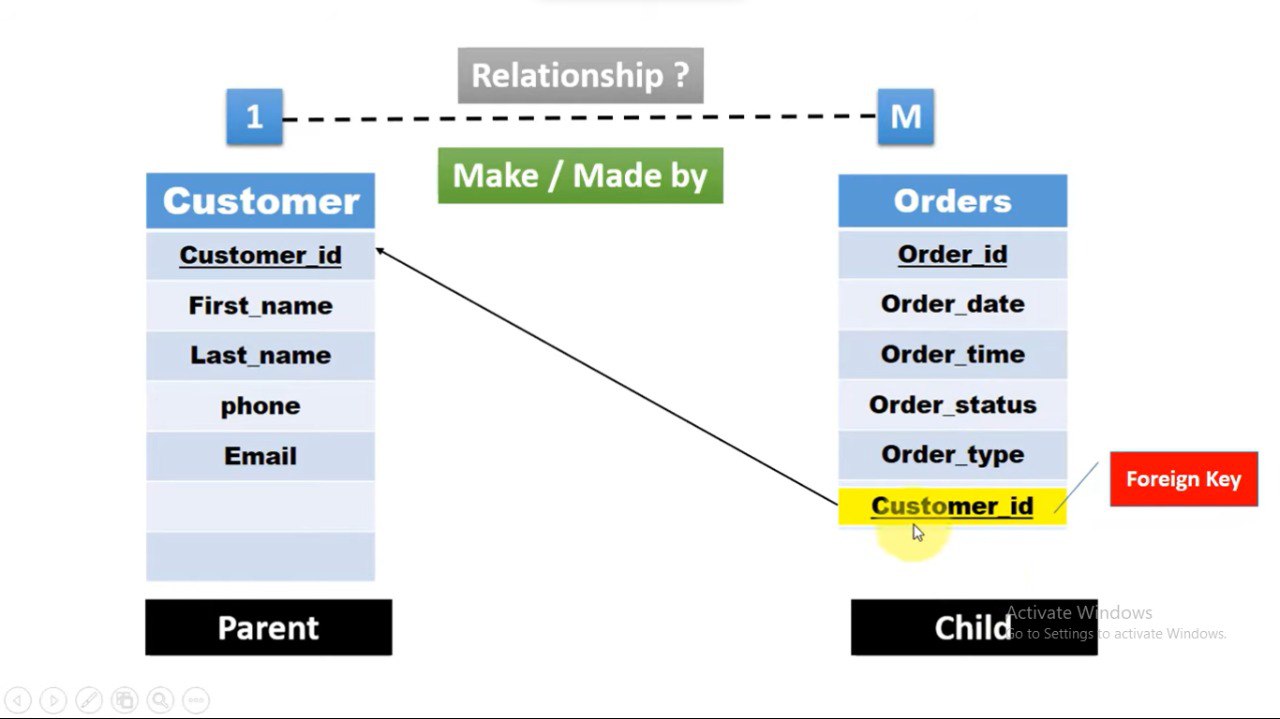 Relationship ?
1
M
Make / Made by
Customer
Customer_id
First_name
Last_name
phone
Email
Parent
Orders
Order_id
Order_date
Order_time
Order_status
Order_type
Customer_id
Foreign Key
Child
Activate Windows
Go to Settings to activate Windows.